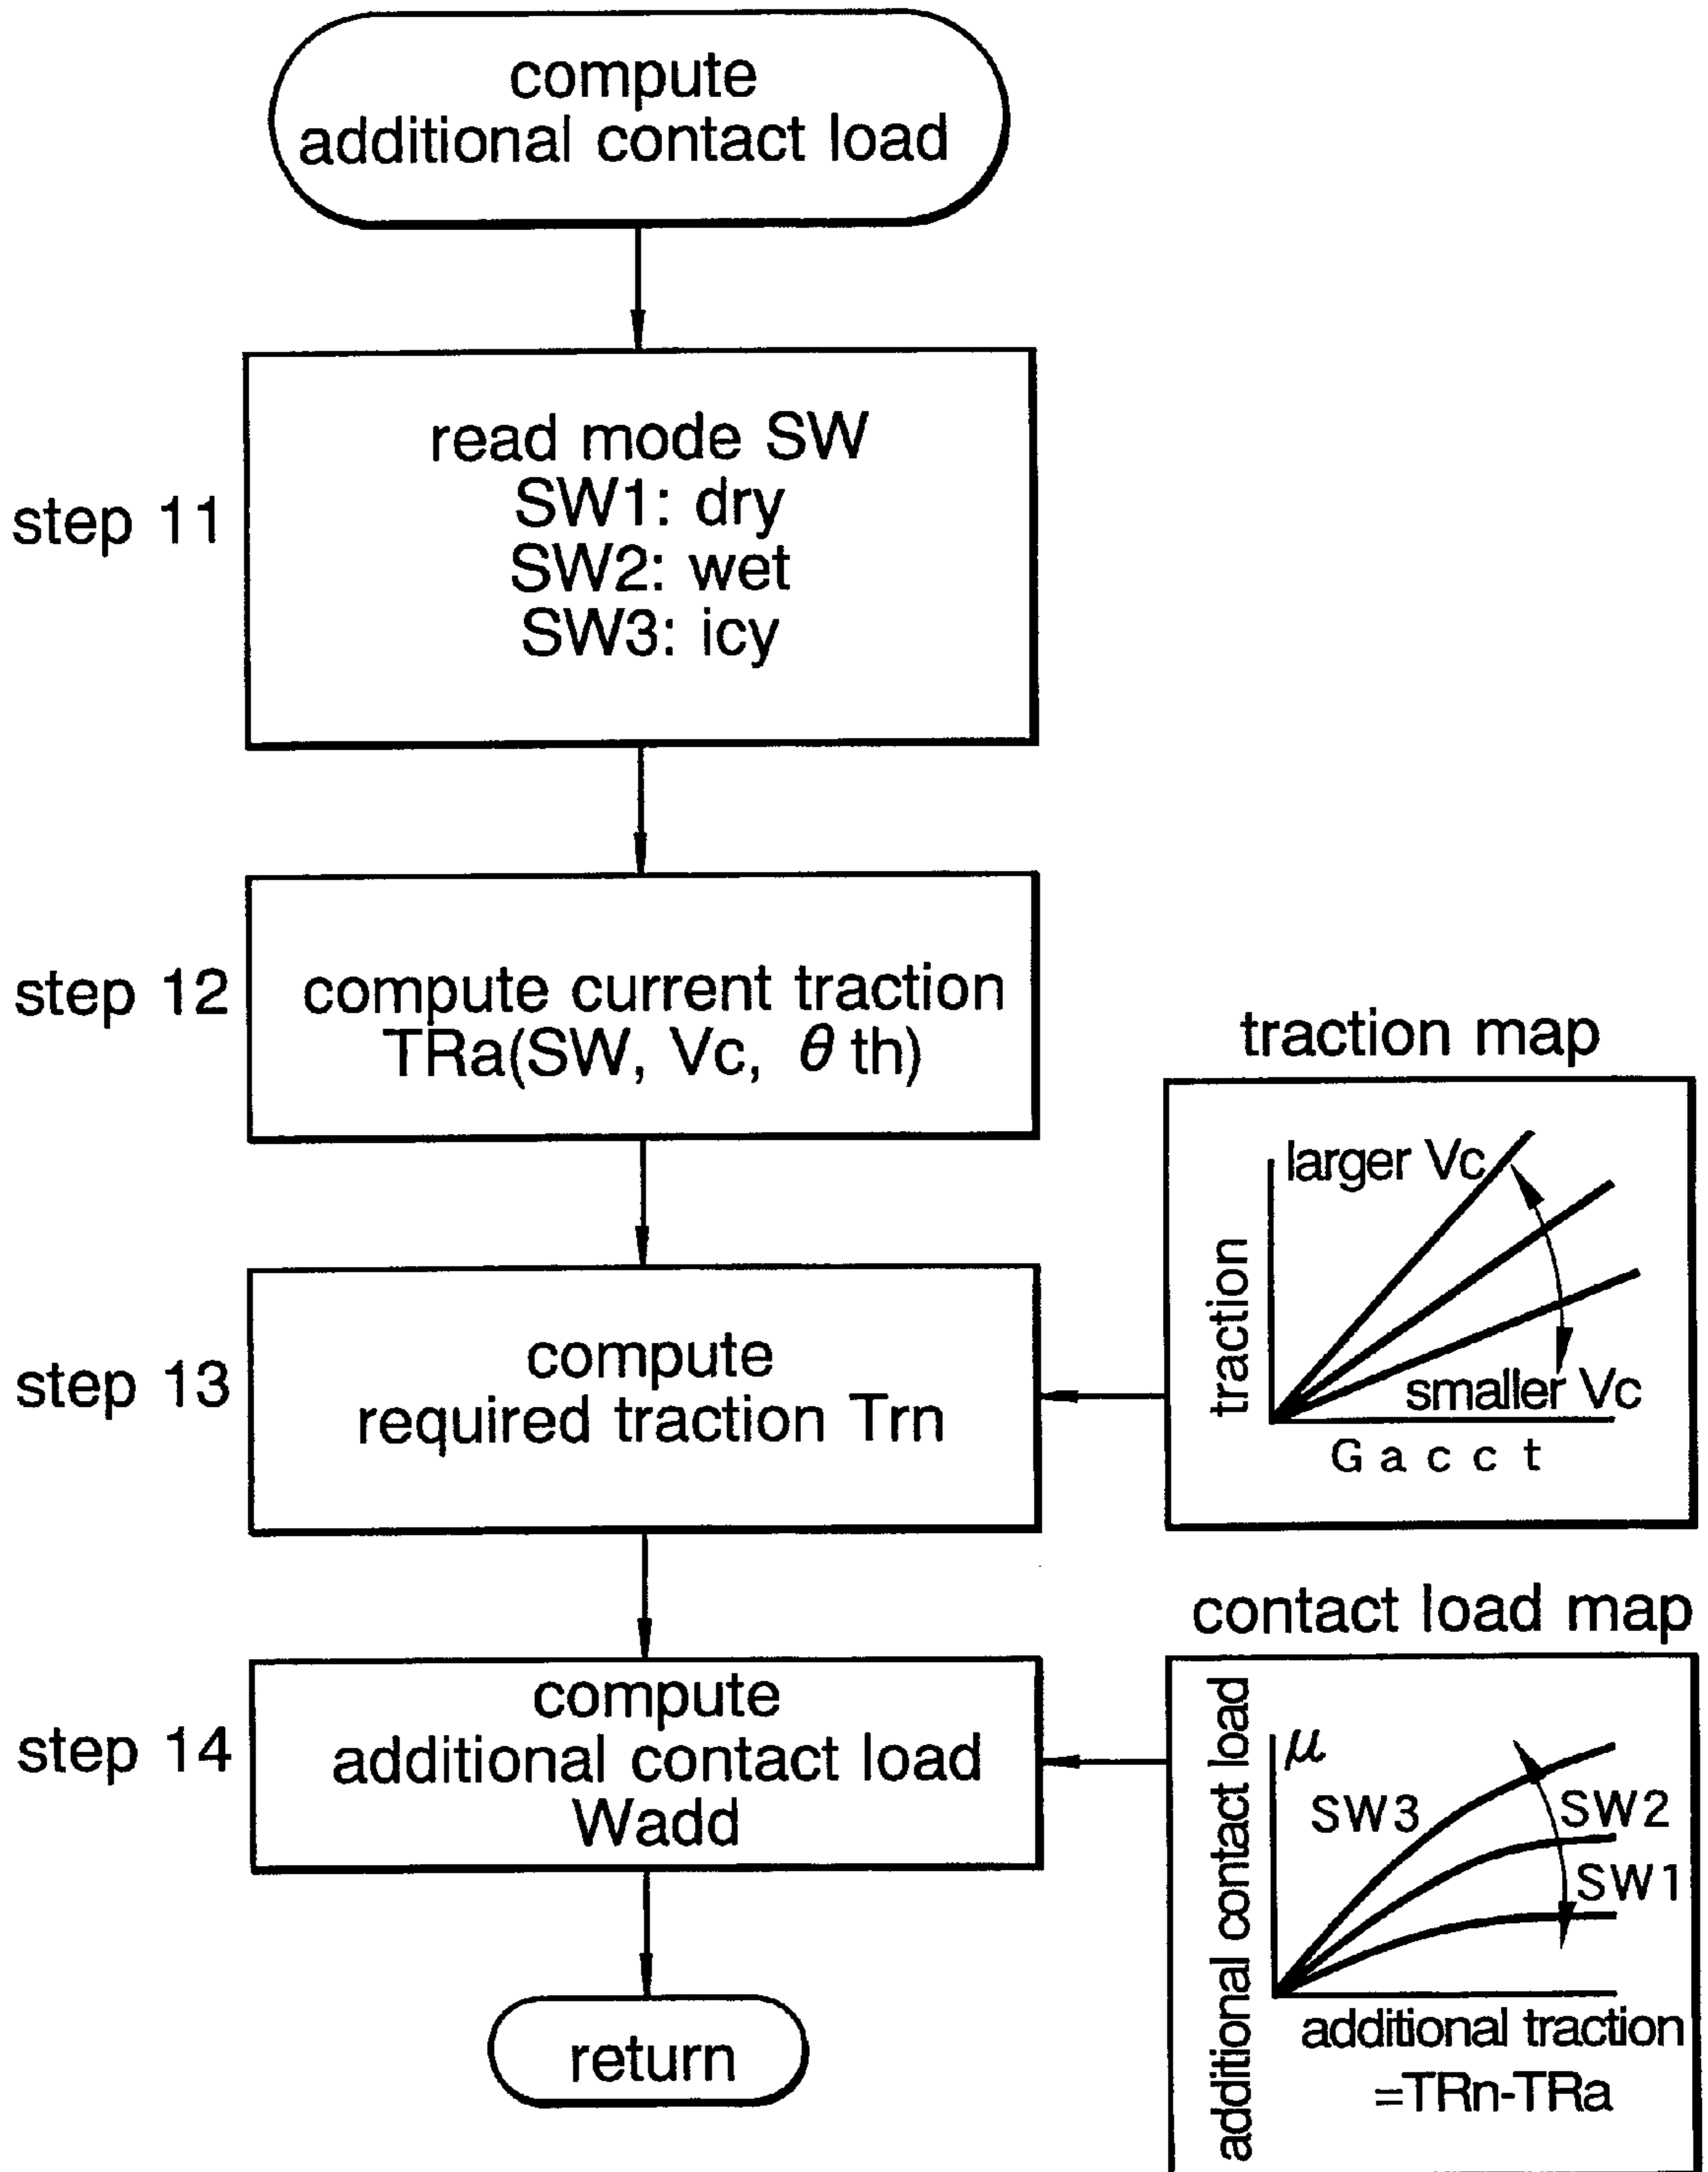 compute
additional contact load
step 11
read mode SW
SW1: dry
SW2: wet
SW3: icy
step 12
compute current traction
TRa(SW, Vc, θ th)
traction map
larger Vc
traction
smaller Vc
G a c c t
step 13
compute
required traction Trn
contact load map
step 14
compute
additional contact load
Wadd
additional contact load
μ
SW3
SW2
SW1
additional traction
=TRn-TRa
return